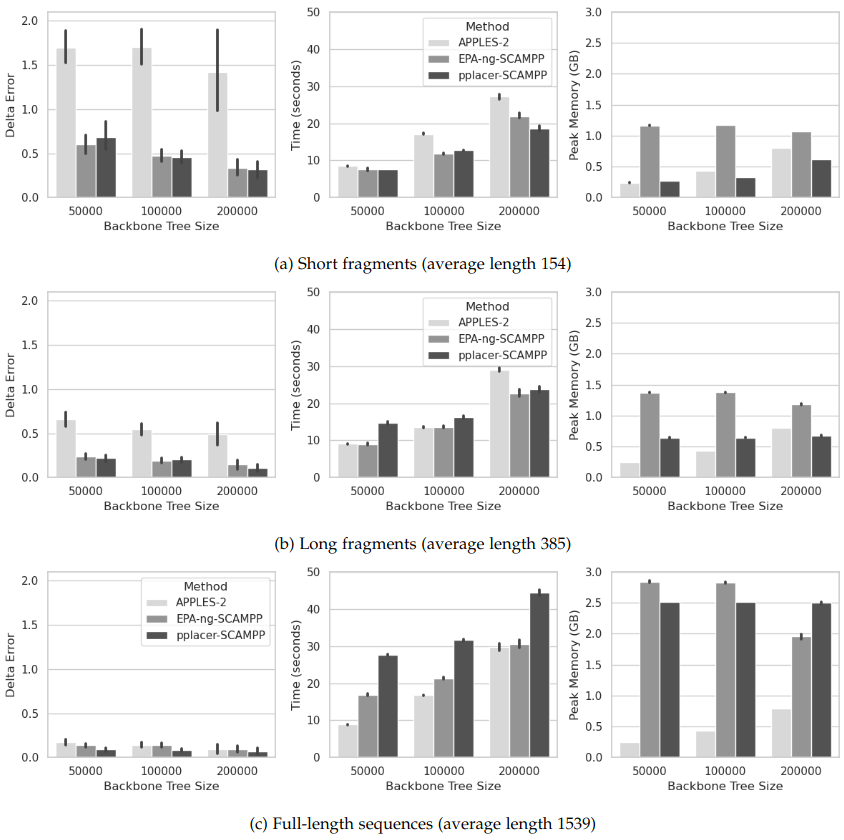 Delta Error
2.0
1.5
1.0
0.5
0.0
50000 100000 200000
Backbone Tree Size
Time (seconds)
50
40
30
20
10
0
Method
APPLES-2
EPA-ng-SCAMPP
pplacer-SCAMPP
50000 100000 200000
Backbone Tree Size
Peak Memory (GB)
3.0
2.5
2.0
1.5
1.0
0.5
0.0
50000 100000 200000
Backbone Tree Size
(a) Short fragments (average length 154)
Delta Error
2.0
1.5
1.0
0.5
0.0
50000 100000 200000
Backbone Tree Size
Time (seconds)
50
40
30
20
10
0
Method
APPLES-2
EPA-ng-SCAMPP
pplacer-SCAMPP
50000 100000 200000
Backbone Tree Size
Peak Memory (GB)
3.0
2.5
2.0
1.5
1.0
0.5
0.0
50000 100000 200000
Backbone Tree Size
(b) Long fragments (average length 385)
Delta Error
2.0
1.5
1.0
0.5
0.0
Method
APPLES-2
EPA-ng-SCAMPP
pplacer-SCAMPP
50000 100000 200000
Backbone Tree Size
Time (seconds)
50
40
30
20
10
0
50000 100000 200000
Backbone Tree Size
Peak Memory (GB)
3.0
2.5
2.0
1.5
1.0
0.5
0.0
50000 100000 200000
Backbone Tree Size
(c) Full-length sequences (average length 1539)